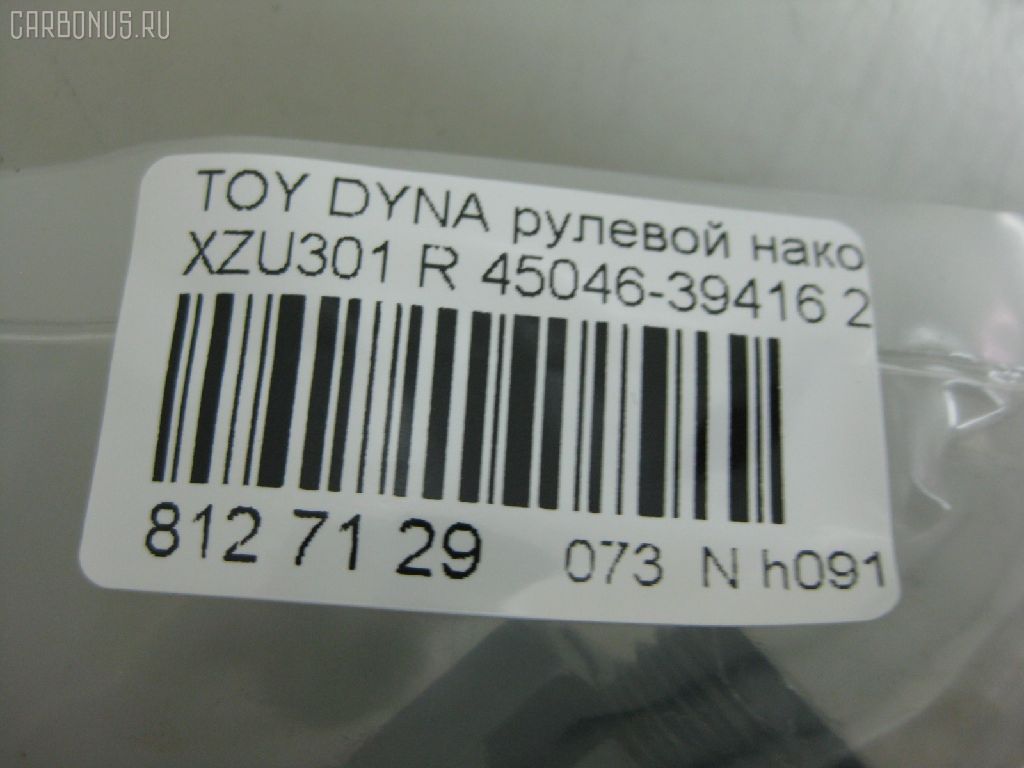 CARBONUS.RU
TOY DYNA рулевой нако
XZU301 R 45046-39416 2
812 71 29 073 N h091